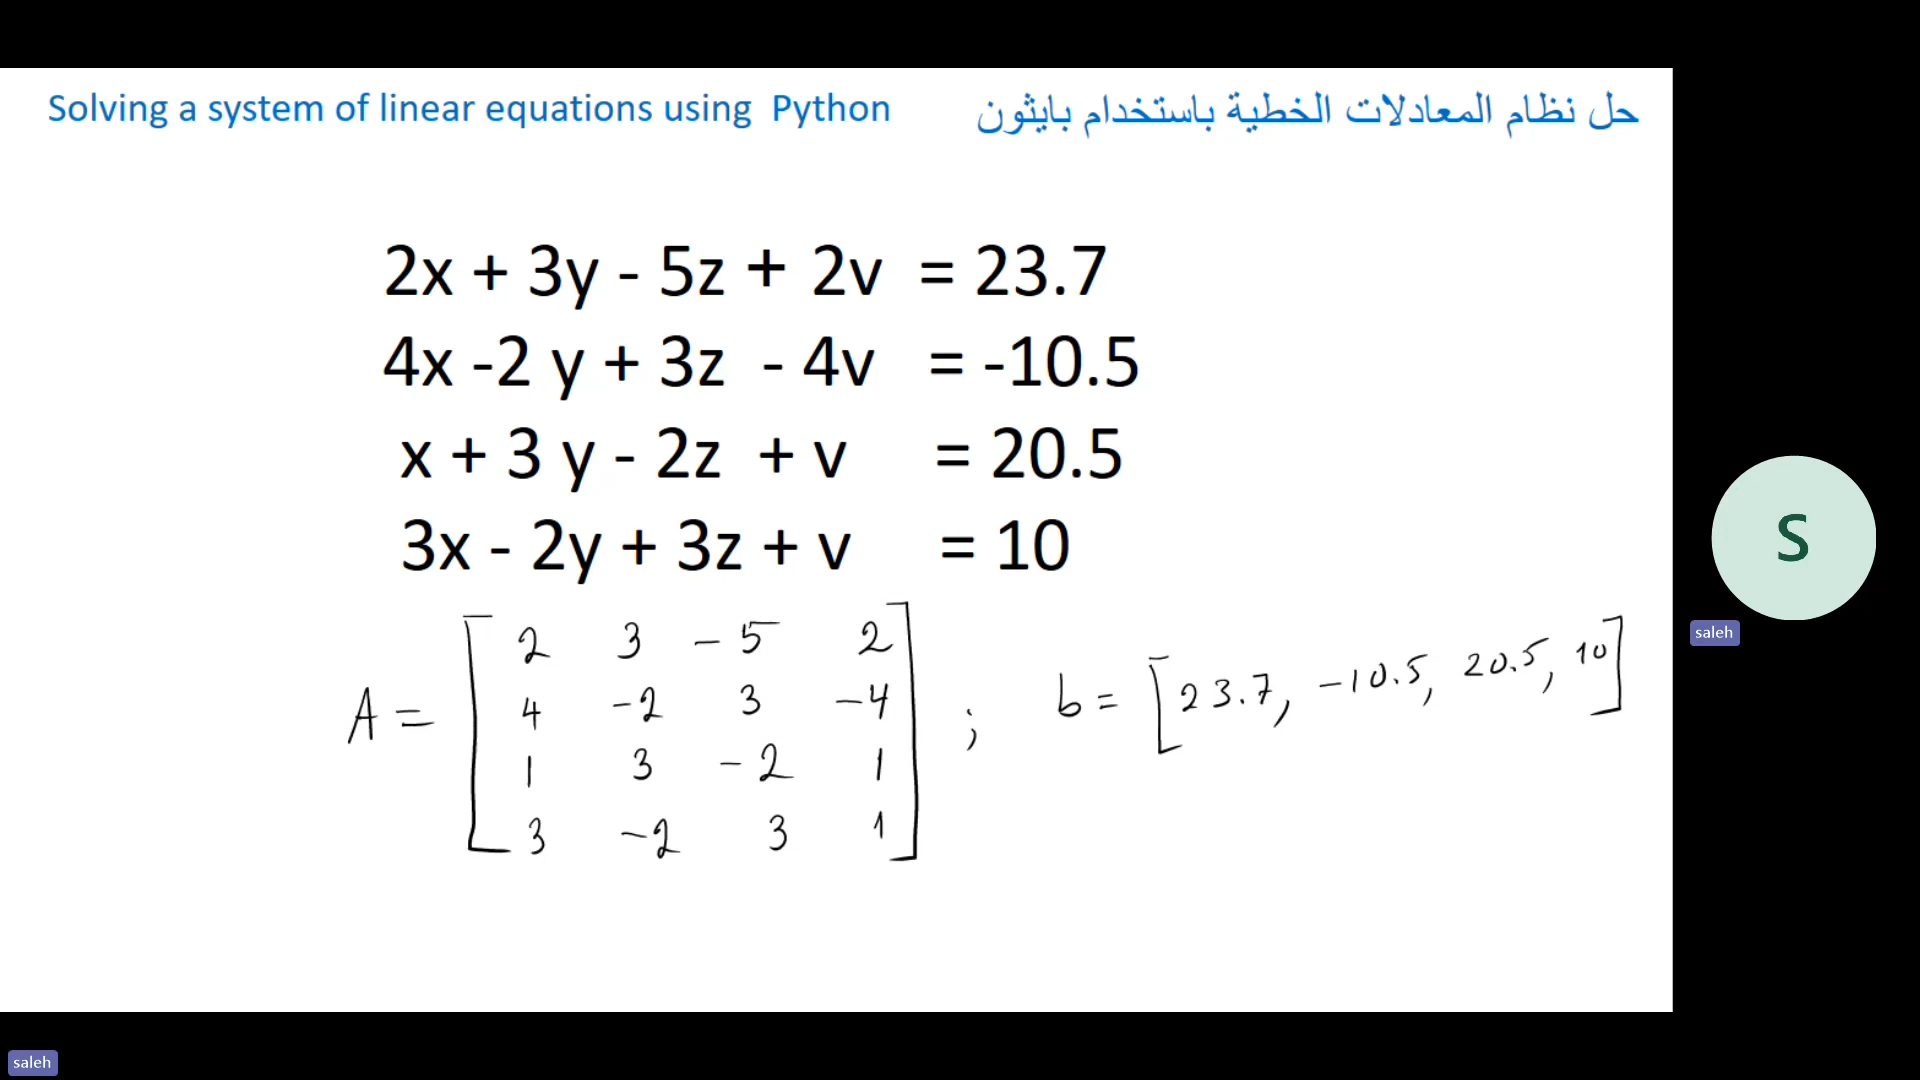 Solving a system of linear equations using Python
حل نظام المعادلات الخطية باستخدام بايثون
2x + 3y - 5z + 2v = 23.7
4x -2 y + 3z - 4v = -10.5
x + 3 y - 2z + v = 20.5
3x - 2y + 3z + v = 10
A = [ 2 3 -5 2
4 -2 3 -4
1 3 -2 1
3 -2 3 1 ] ; b = [23.7, -10.5, 20.5, 10]
S
saleh
saleh